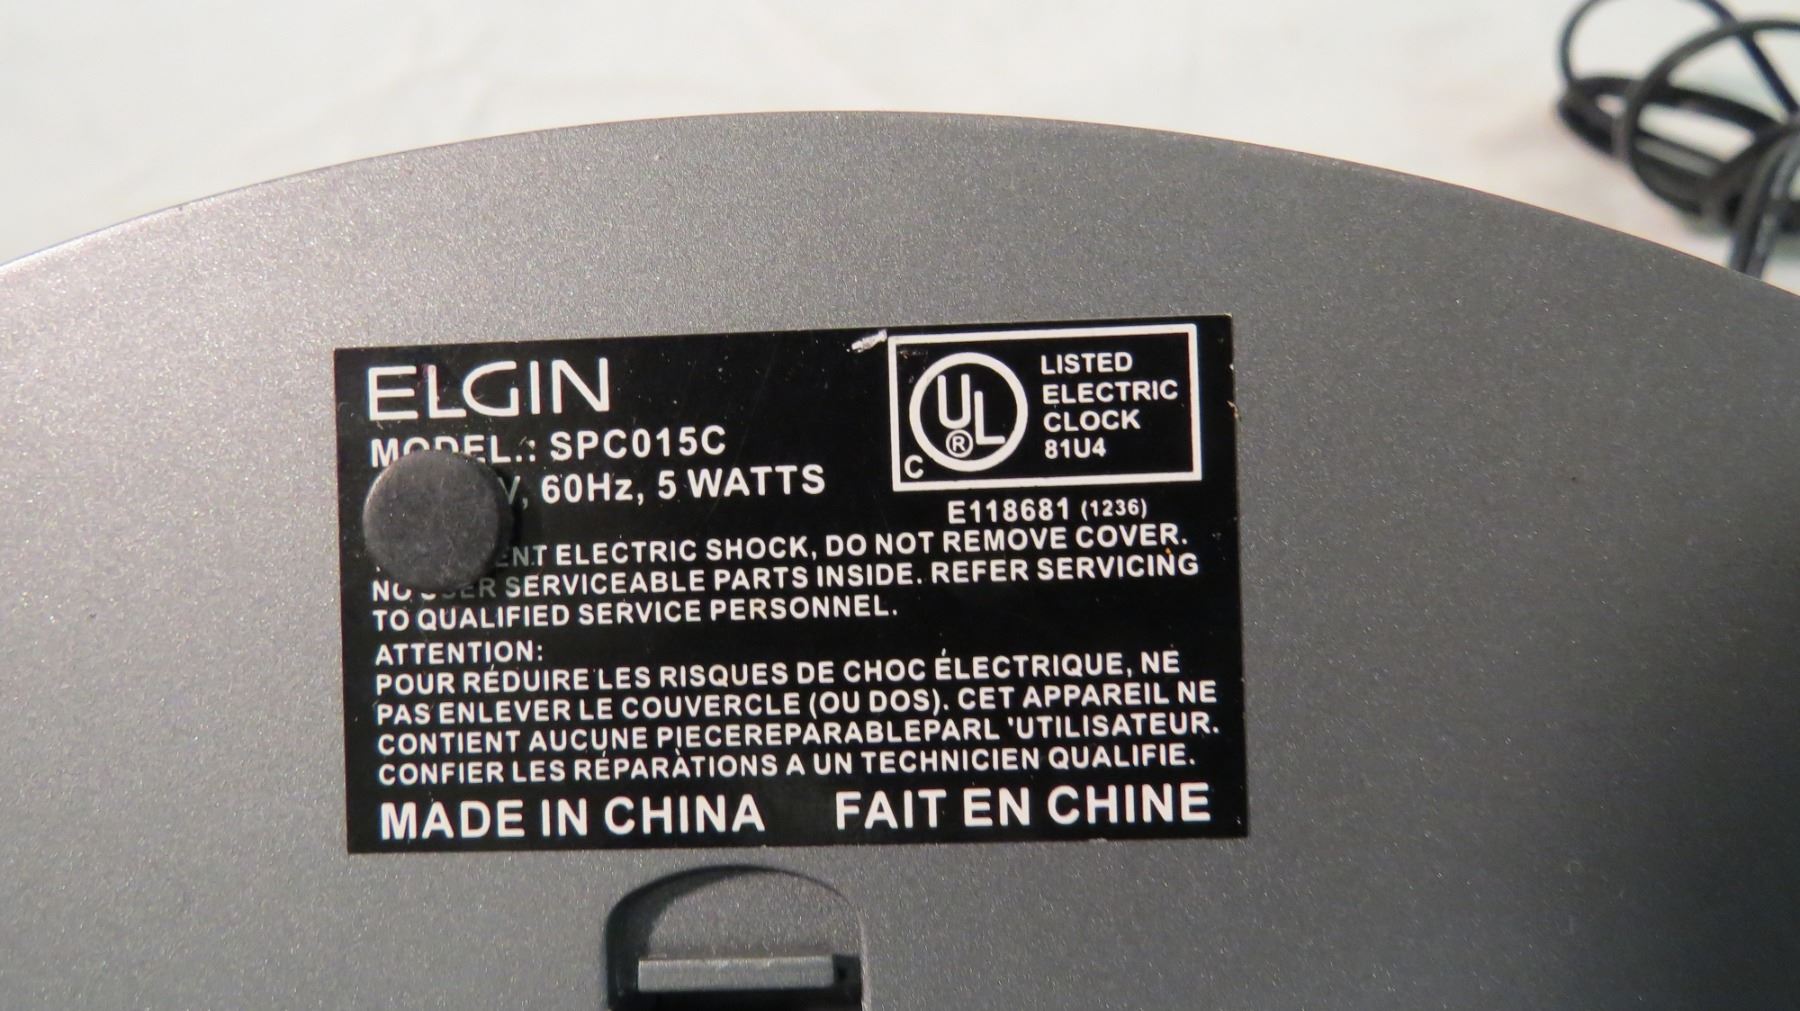 ELGIN
MODEL.: SPC015C
V, 60Hz, 5 WATTS
UL ®
C
LISTED
ELECTRIC
CLOCK
81U4
E118681 (1236)
ELECTRIC SHOCK, DO NOT REMOVE COVER.
SERVICEABLE PARTS INSIDE. REFER SERVICING
TO QUALIFIED SERVICE PERSONNEL.
ATTENTION:
POUR RÉDUIRE LES RISQUES DE CHOC ÉLECTRIQUE, NE
PAS ENLEVER LE COUVERCLE (OU DOS). CET APPAREIL NE
CONTIENT AUCUNE PIECEREPARABLEPARL 'UTILISATEUR.
CONFIER LES RÉPARATIONS A UN TECHNICIEN QUALIFIE.
MADE IN CHINA FAIT EN CHINE